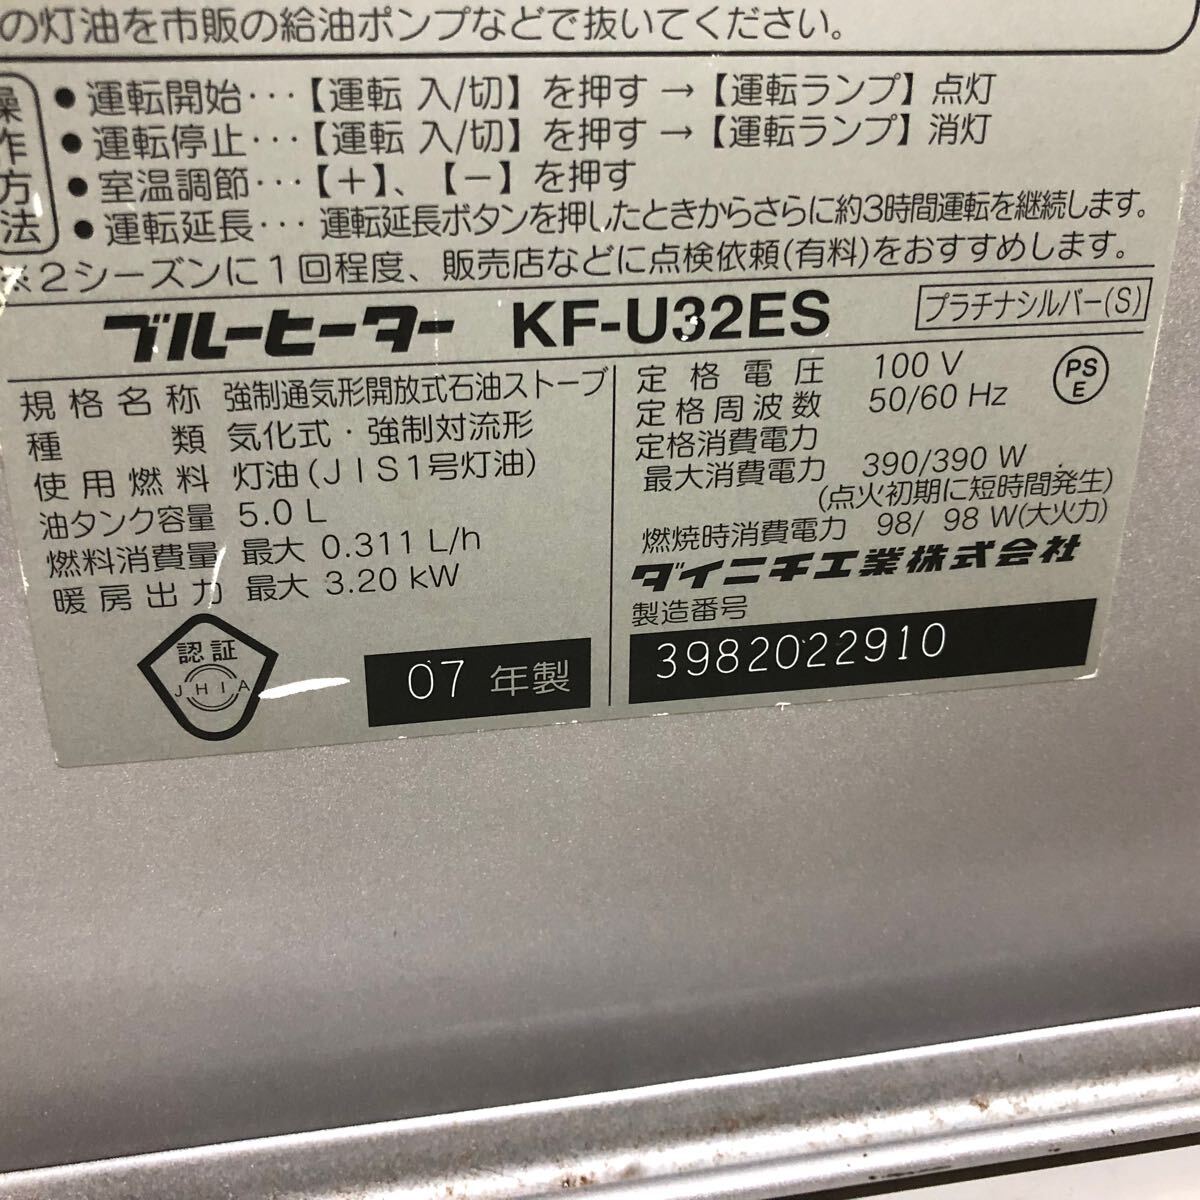 の灯油を市販の給油ポンプなどで抜いてください。
操作方法
●運転開始･･･【運転 入/切】を押す → 【運転ランプ】点灯
●運転停止･･･【運転 入/切】を押す → 【運転ランプ】消灯
●室温調節･･･【＋】、【－】を押す
●運転延長･･･運転延長ボタンを押したときからさらに約3時間運転を継続します。
※2シーズンに1回程度、販売店などに点検依頼(有料)をおすすめします。
ブルーヒーター KF-U32ES プラチナシルバー(S)
規格名称 強制通気形開放式石油ストーブ
種類 気化式・強制対流形
使用燃料 灯油(JIS1号灯油)
油タンク容量 5.0 L
燃料消費量 最大 0.311 L/h
暖房出力 最大 3.20 kW
認証
JHIA
07 年製
定格電圧 100 V
PS
E
定格周波数 50/60 Hz
定格消費電力
最大消費電力 390/390 W
(点火初期に短時間発生)
燃焼時消費電力 98/ 98 W(大火力)
ダイニチ工業株式会社
製造番号
3982022910